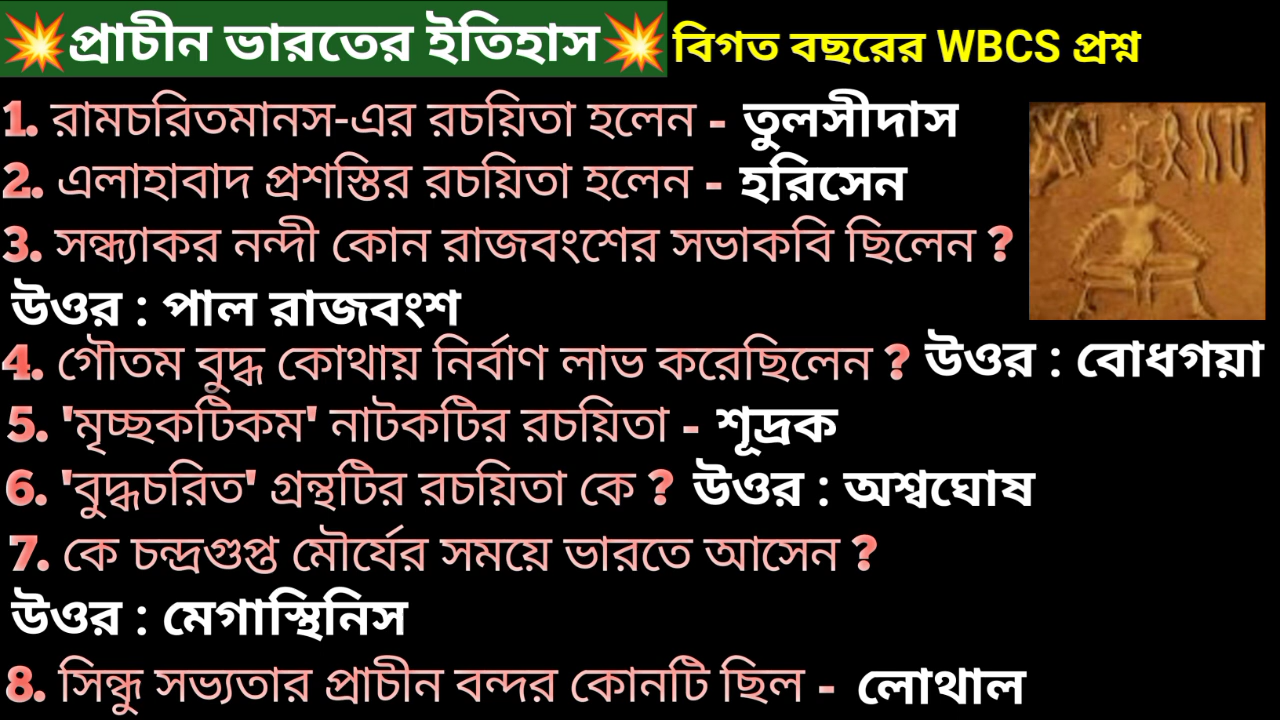 💥প্রাচীন ভারতের ইতিহাস💥 বিগত বছরের WBCS প্রশ্ন
1. রামচরিতমানস-এর রচয়িতা হলেন - তুলসীদাস
2. এলাহাবাদ প্রশস্তির রচয়িতা হলেন - হরিসেন
3. সন্ধ্যাকর নন্দী কোন রাজবংশের সভাকবি ছিলেন ?
উওর : পাল রাজবংশ
4. গৌতম বুদ্ধ কোথায় নির্বাণ লাভ করেছিলেন ? উওর : বোধগয়া
5. 'মৃচ্ছকটিকম' নাটকটির রচয়িতা - শূদ্রক
6. 'বুদ্ধচরিত' গ্রন্থটির রচয়িতা কে ? উওর : অশ্বঘোষ
7. কে চন্দ্রগুপ্ত মৌর্যের সময়ে ভারতে আসেন ?
উওর : মেগাস্থিনিস
8. সিন্ধু সভ্যতার প্রাচীন বন্দর কোনটি ছিল - লোথাল